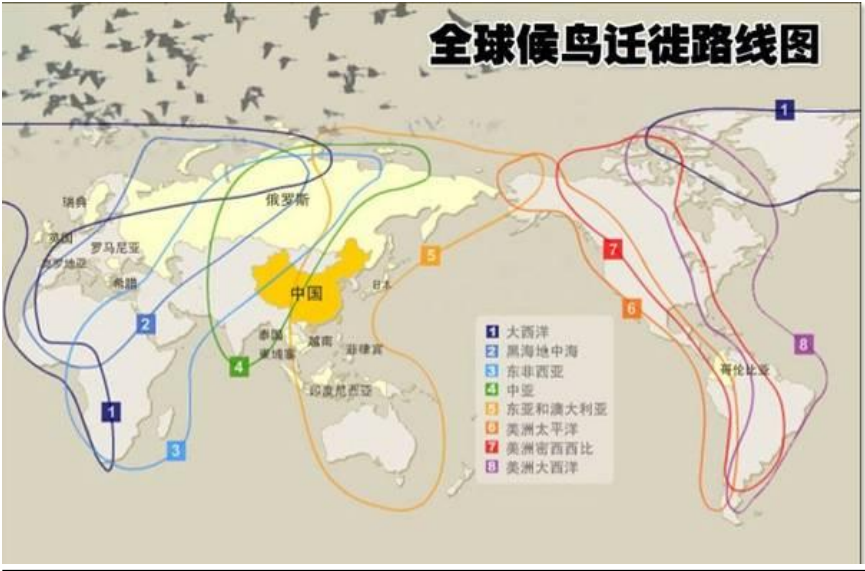 全球候鸟迁徙路线图
1
瑞典
俄罗斯
英国
罗马尼亚
克罗地亚
希腊
5
7
中国
日本
2
6
泰国
越南
菲律宾
柬埔寨
4
8
哥伦比亚
印度尼西亚
1
3
1 大西洋
2 黑海地中海
3 东非西亚
4 中亚
5 东亚和澳大利亚
6 美洲太平洋
7 美洲密西西比
8 美洲大西洋